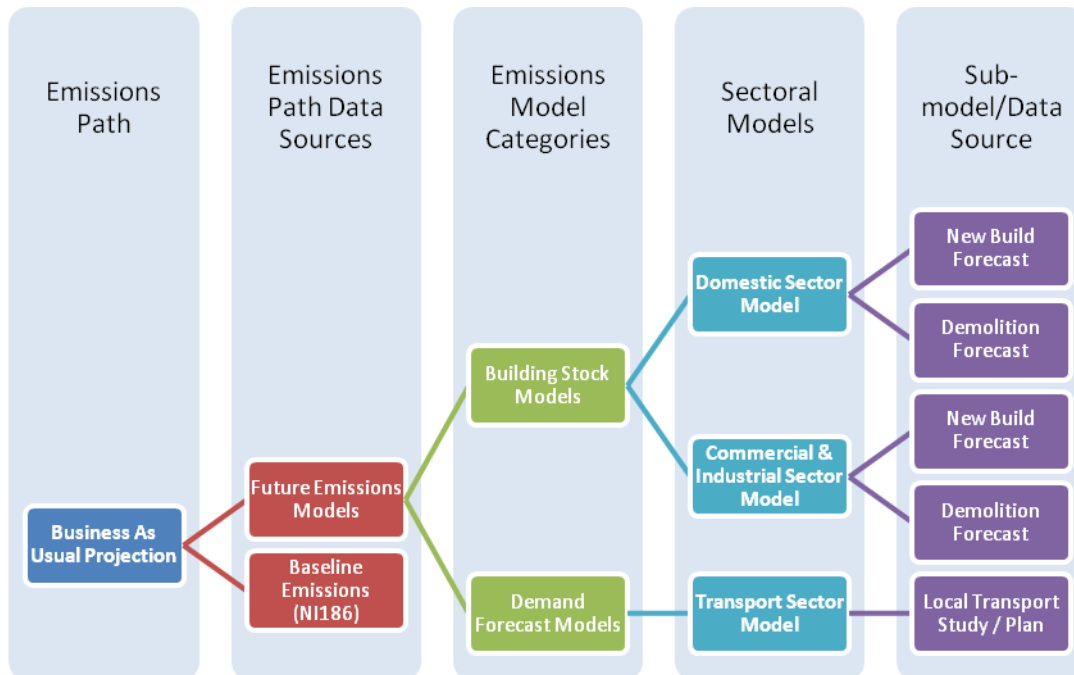 Emissions
Path
Emissions
Path Data
Sources
Emissions
Model
Categories
Sectoral
Models
Sub-
model/Data
Source
Business As
Usual Projection
Future Emissions
Models
Baseline
Emissions
(NI186)
Building Stock
Models
Demand
Forecast Models
Domestic Sector
Model
Commercial &
Industrial Sector
Model
Transport Sector
Model
New Build
Forecast
Demolition
Forecast
New Build
Forecast
Demolition
Forecast
Local Transport
Study / Plan